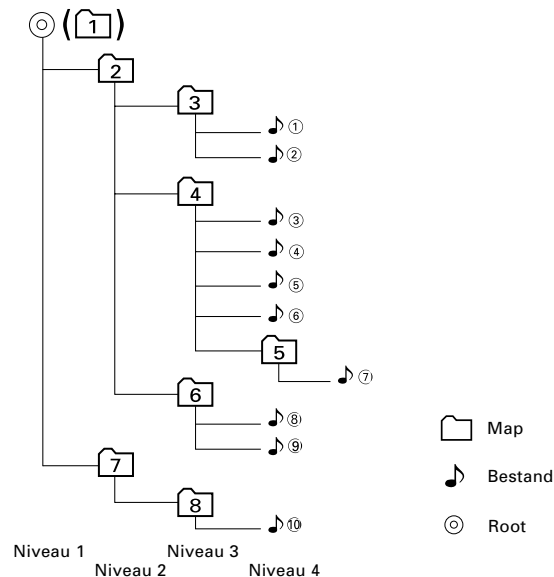 (1)
2
3
①
②
4
③
④
⑤
⑥
5
⑦
6
⑧
⑨
7
8
⑩
Map
Bestand
Root
Niveau 1
Niveau 2
Niveau 3
Niveau 4